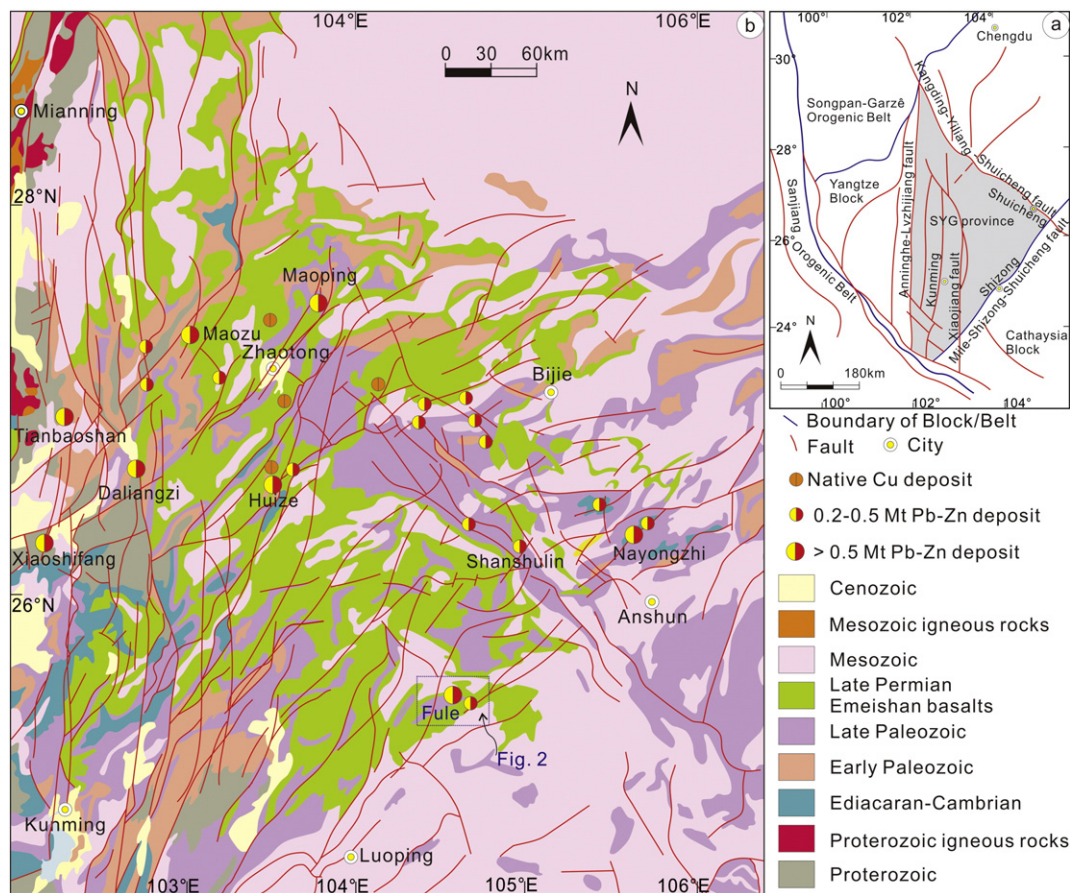 104°E
106°E
b
0 30 60km
N
Mianning
28°N
Maoping
Maozu
Zhaotong
Bijie
Tianbaoshan
Daliangzi
Huize
Xiaoshifang
Shanshulin
Nayongzhi
26°N
Anshun
Fule
Fig. 2
Kunming
Luoping
103°E
104°E
105°E
106°E
100°
102°
104°
a
Chengdu
30°
Songpan-Garzê
Orogenic Belt
Kangding-Yiliang-Shuicheng fault
28°
Yangtze
Block
Shuicheng
SYG province
Sanjiang Orogenic Belt
Anninghe-Lvzhijiang fault
26°
Kunming
Xiaojiang fault
Shizong
Mile-Shizong-Shuicheng fault
24°
N
Cathaysia
Block
0 180km
100°
102°
104°
Boundary of Block/Belt
Fault
City
Native Cu deposit
0.2-0.5 Mt Pb-Zn deposit
> 0.5 Mt Pb-Zn deposit
Cenozoic
Mesozoic igneous rocks
Mesozoic
Late Permian
Emeishan basalts
Late Paleozoic
Early Paleozoic
Ediacaran-Cambrian
Proterozoic igneous rocks
Proterozoic